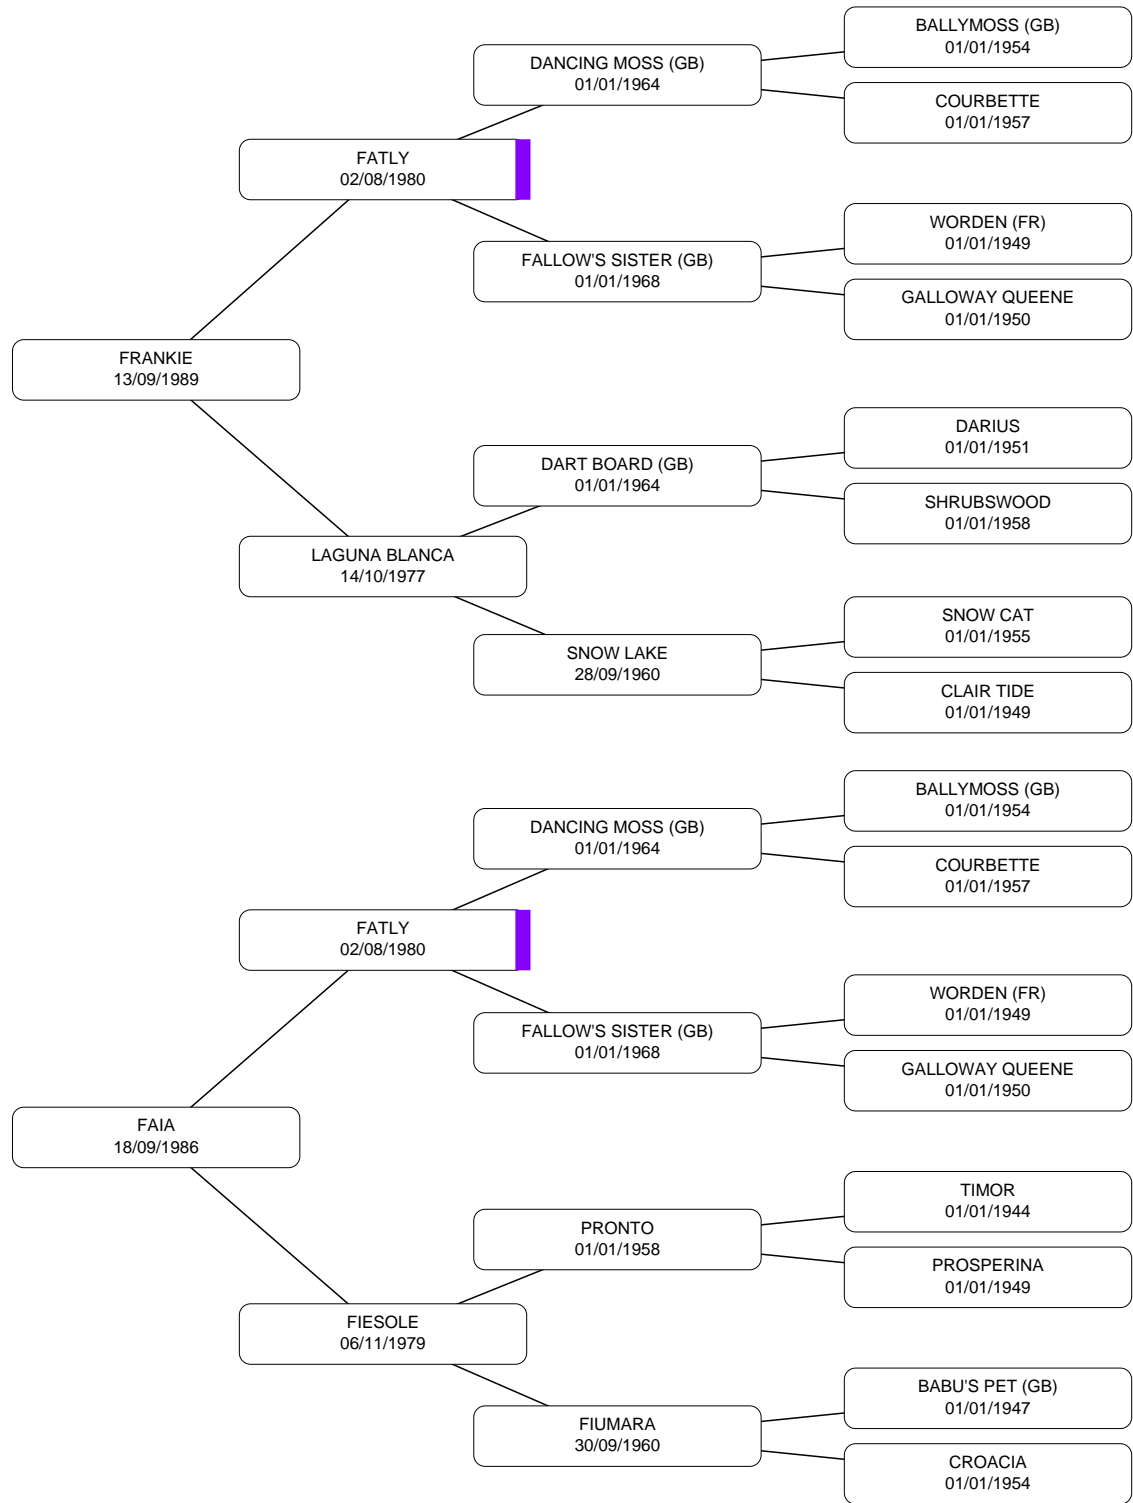 BALLYMOSS (GB)
01/01/1954
DANCING MOSS (GB)
01/01/1964
COURBETTE
01/01/1957
FATLY
02/08/1980
WORDEN (FR)
01/01/1949
FALLOW'S SISTER (GB)
01/01/1968
GALLOWAY QUEENE
01/01/1950
FRANKIE
13/09/1989
DARIUS
01/01/1951
DART BOARD (GB)
01/01/1964
SHRUBSWOOD
01/01/1958
LAGUNA BLANCA
14/10/1977
SNOW CAT
01/01/1955
SNOW LAKE
28/09/1960
CLAIR TIDE
01/01/1949
BALLYMOSS (GB)
01/01/1954
DANCING MOSS (GB)
01/01/1964
COURBETTE
01/01/1957
FATLY
02/08/1980
WORDEN (FR)
01/01/1949
FALLOW'S SISTER (GB)
01/01/1968
GALLOWAY QUEENE
01/01/1950
FAIA
18/09/1986
TIMOR
01/01/1944
PRONTO
01/01/1958
PROSPERINA
01/01/1949
FIESOLE
06/11/1979
BABU'S PET (GB)
01/01/1947
FIUMARA
30/09/1960
CROACIA
01/01/1954